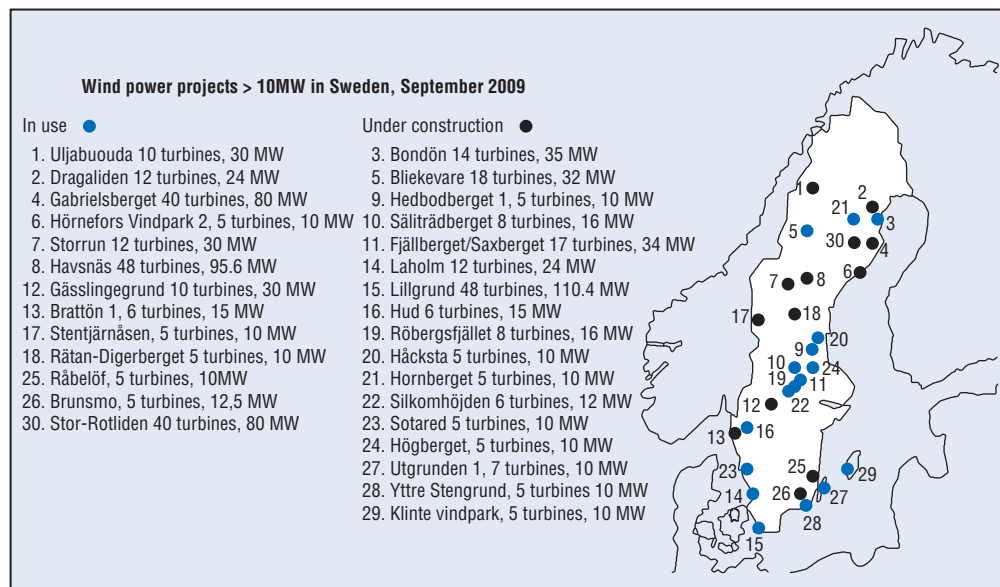 Wind power projects > 10MW in Sweden, September 2009
In use
1. Uljabuouda 10 turbines, 30 MW
2. Dragaliden 12 turbines, 24 MW
4. Gabrielsberget 40 turbines, 80 MW
6. Hörnefors Vindpark 2, 5 turbines, 10 MW
7. Storrun 12 turbines, 30 MW
8. Havsnäs 48 turbines, 95.6 MW
12. Gässlingegrund 10 turbines, 30 MW
13. Brattön 1, 6 turbines, 15 MW
17. Stentjärnåsen, 5 turbines, 10 MW
18. Rätan-Digerberget 5 turbines, 10 MW
25. Råbelöf, 5 turbines, 10MW
26. Brunsmo, 5 turbines, 12,5 MW
30. Stor-Rotliden 40 turbines, 80 MW
Under construction
3. Bondön 14 turbines, 35 MW
5. Bliekevare 18 turbines, 32 MW
9. Hedbodberget 1, 5 turbines, 10 MW
10. Säliträdberget 8 turbines, 16 MW
11. Fjällberget/Saxberget 17 turbines, 34 MW
14. Laholm 12 turbines, 24 MW
15. Lillgrund 48 turbines, 110.4 MW
16. Hud 6 turbines, 15 MW
19. Röbergsfjället 8 turbines, 16 MW
20. Håcksta 5 turbines, 10 MW
21. Hornberget 5 turbines, 10 MW
22. Silkomhöjden 6 turbines, 12 MW
23. Sotared 5 turbines, 10 MW
24. Högberget, 5 turbines, 10 MW
27. Utgrunden 1, 7 turbines, 10 MW
28. Yttre Stengrund, 5 turbines 10 MW
29. Klinte vindpark, 5 turbines, 10 MW
1
2
21
3
5
30
4
6
7
8
17
18
20
9
10
24
19
11
12
22
13
16
23
25
29
14
26
27
28
15